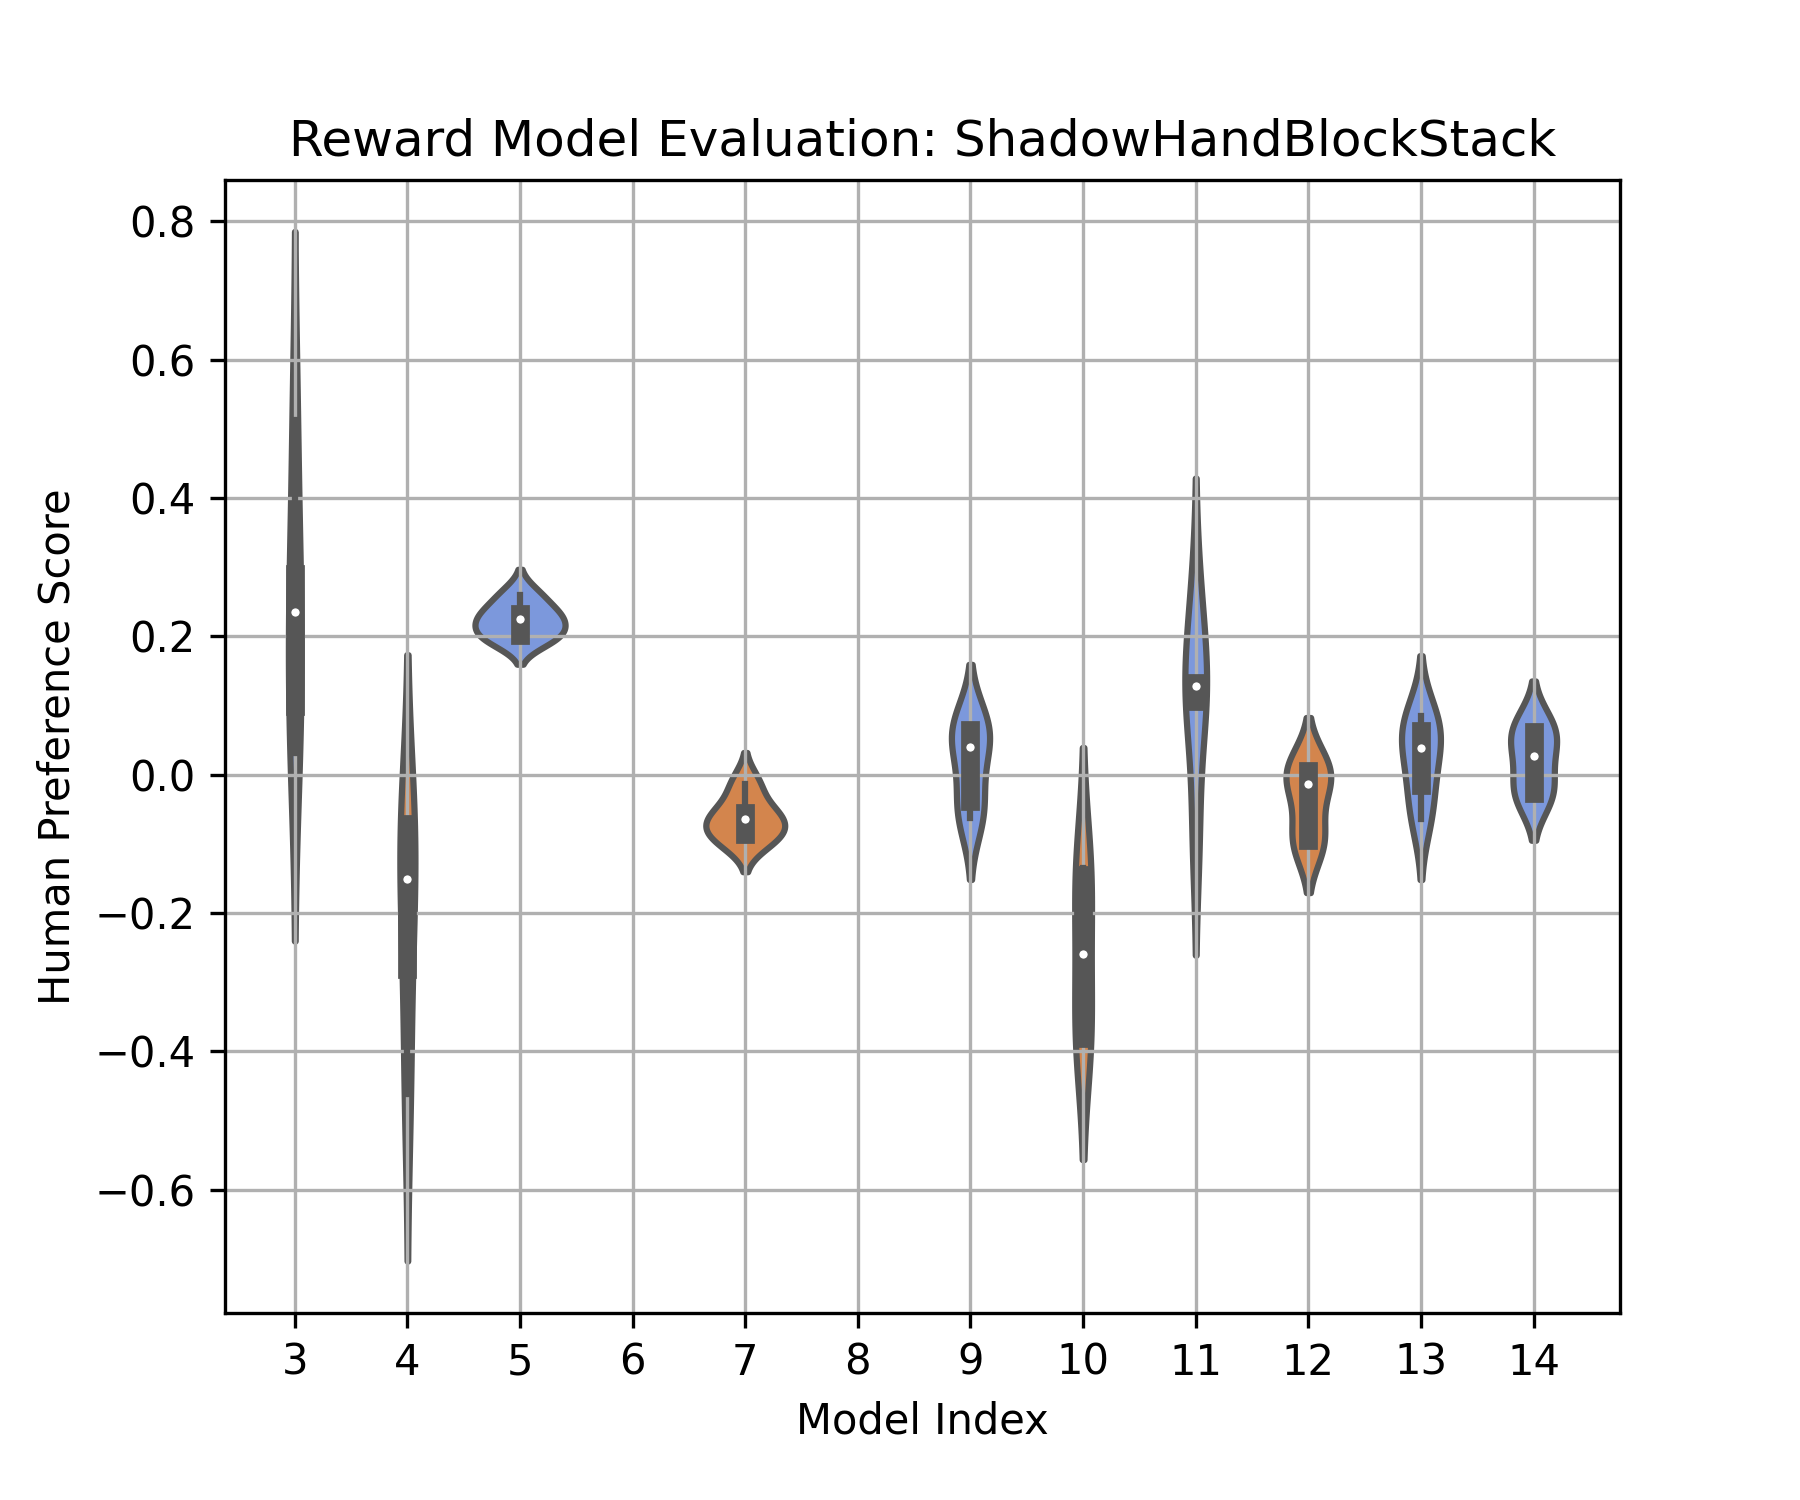 Reward Model Evaluation: ShadowHandBlockStack
Human Preference Score
0.8
0.6
0.4
0.2
0.0
−0.2
−0.4
−0.6
3 4 5 6 7 8 9 10 11 12 13 14
Model Index